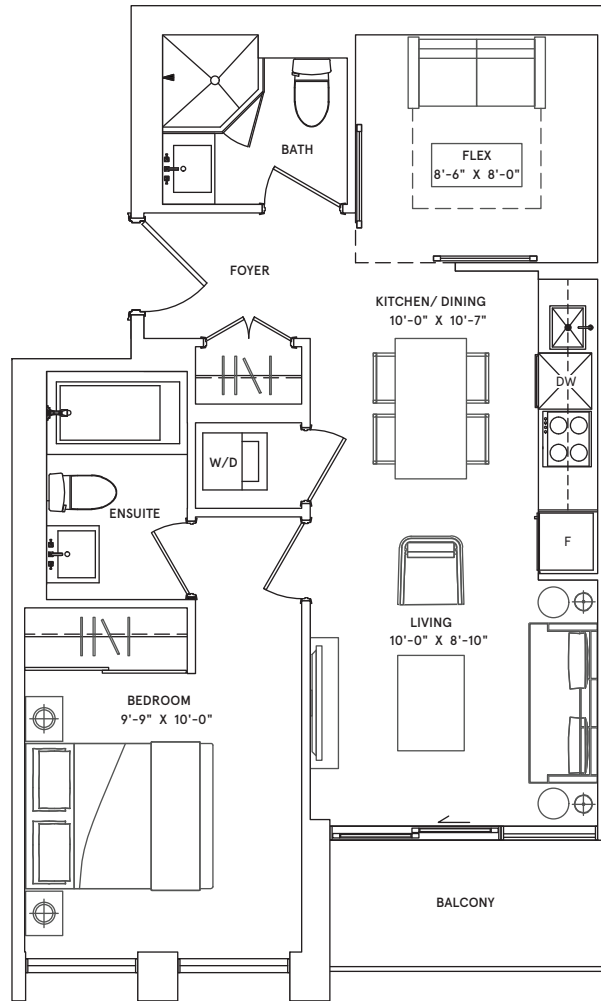 BATH
FLEX
8'-6" X 8'-0"
FOYER
KITCHEN/ DINING
10'-0" X 10'-7"
DW
W/D
ENSUITE
F
LIVING
10'-0" X 8'-10"
BEDROOM
9'-9" X 10'-0"
BALCONY